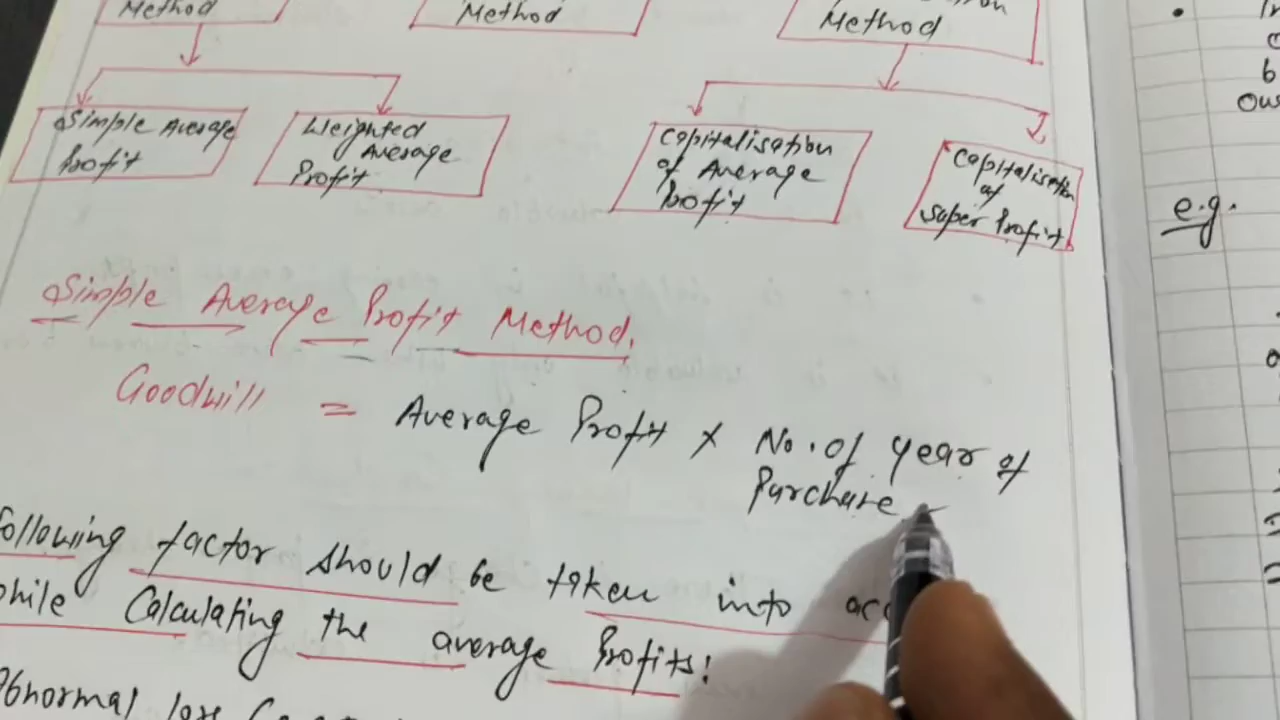 Method
Method
Method
Simple Average
Profit
Weighted
Average
Profit
Capitalisation
of Average
Profit
Capitalisation
of
Super Profit
Simple Average Profit Method.
Goodwill = Average Profit × No. of year of
Purchase
Following factor should be taken into
while Calculating the average Profits:
Abnormal loss
e.g.